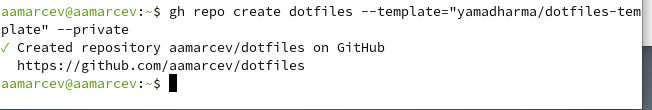 aamarcev@aamarcev:~$ gh repo create dotfiles --template="yamadharma/dotfiles-tem
plate" --private
✓ Created repository aamarcev/dotfiles on GitHub
  https://github.com/aamarcev/dotfiles
aamarcev@aamarcev:~$